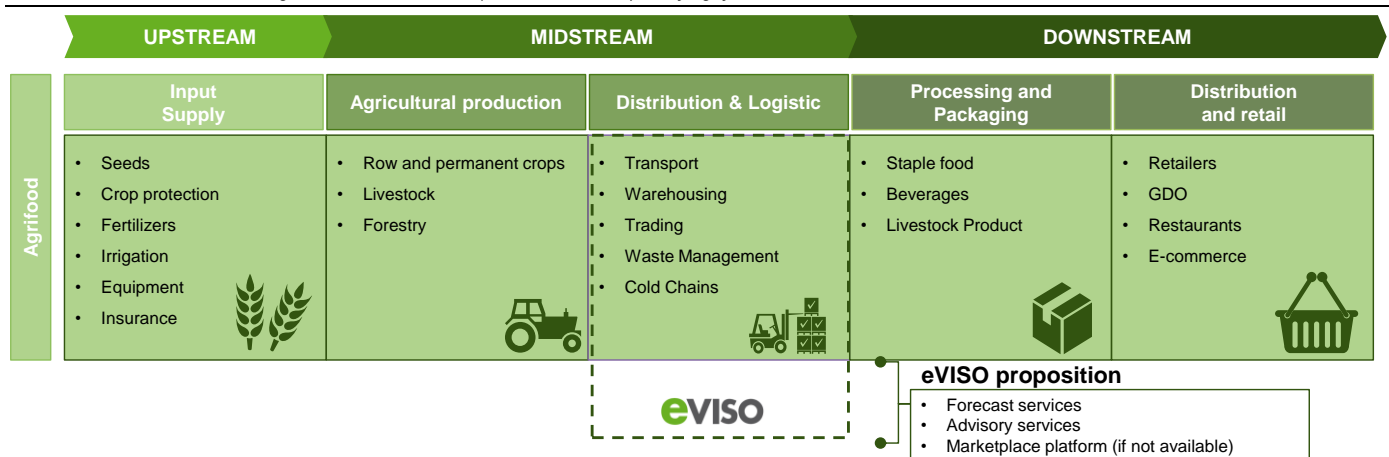 UPSTREAM
MIDSTREAM
DOWNSTREAM
Agrifood
Input
Supply
Agricultural production
Distribution & Logistic
Processing and
Packaging
Distribution
and retail
• Seeds
• Crop protection
• Fertilizers
• Irrigation
• Equipment
• Insurance
• Row and permanent crops
• Livestock
• Forestry
• Transport
• Warehousing
• Trading
• Waste Management
• Cold Chains
• Staple food
• Beverages
• Livestock Product
• Retailers
• GDO
• Restaurants
• E-commerce
eVISO
eVISO proposition
• Forecast services
• Advisory services
• Marketplace platform (if not available)